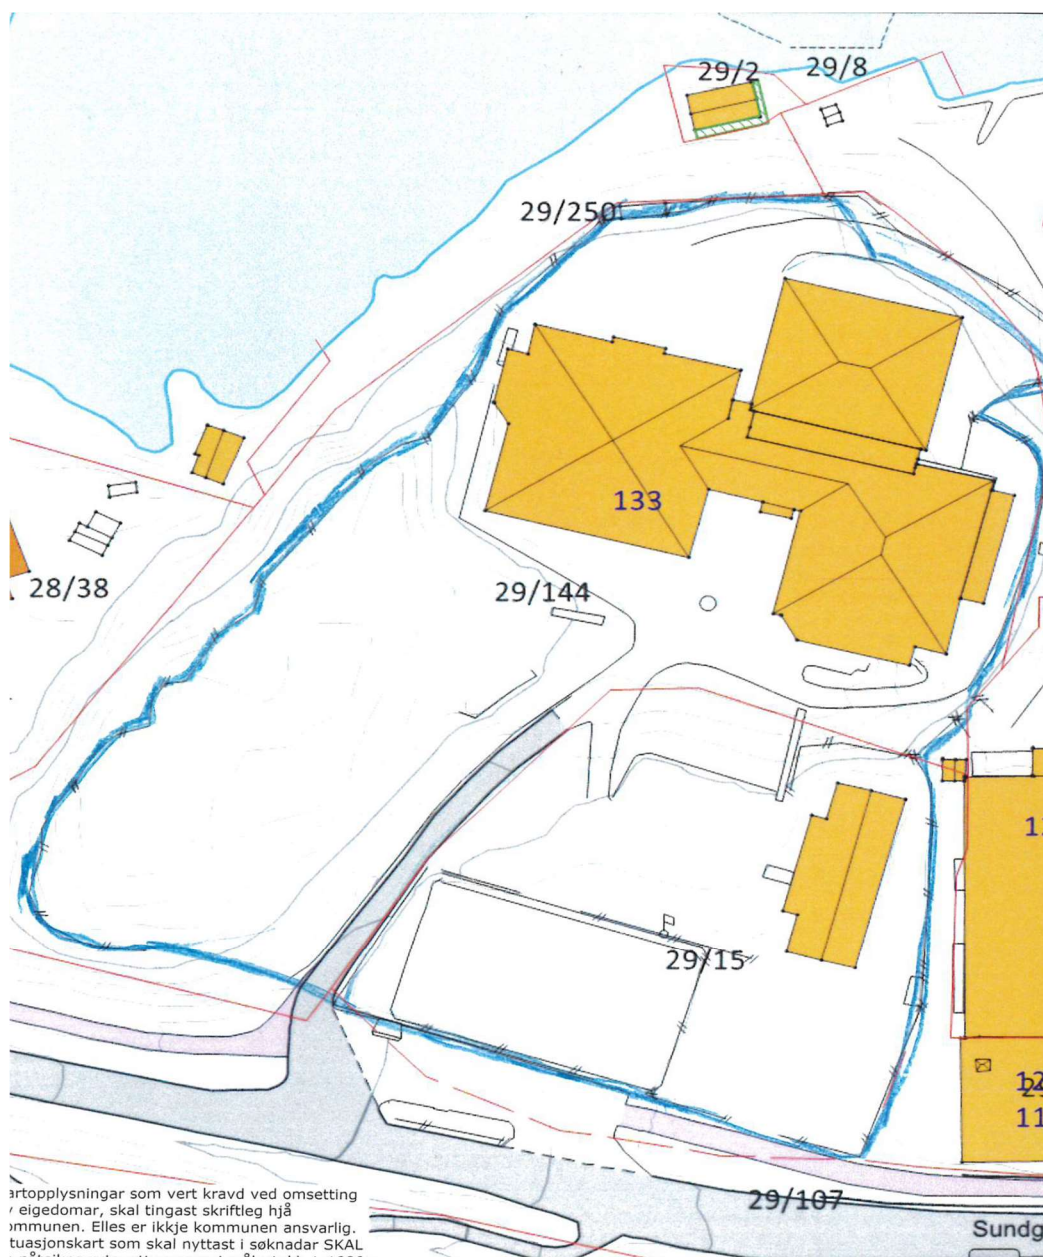 29/2
29/8
29/250
133
28/38
29/144
29/15
29/107
11
Sundg
artopplysningar som vert kravd ved omsetting
eigedomar, skal tingast skriftleg hjå
ommunen. Elles er ikkje kommunen ansvarlig.
tuasjonskart som skal nyttast i søknadar SKAL